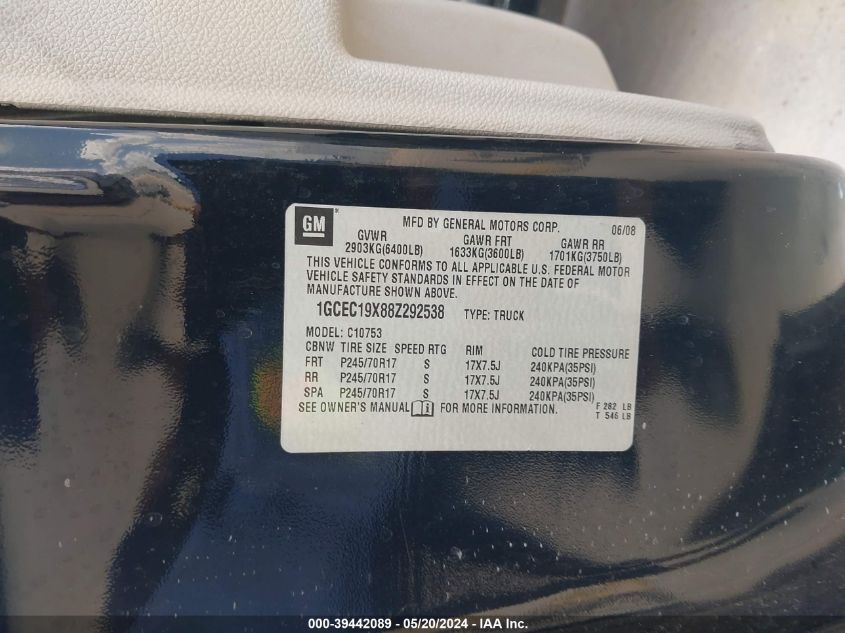 GM
MFD BY GENERAL MOTORS CORP. 06/08
GVWR GAWR FRT GAWR RR
2903KG(6400LB) 1633KG(3600LB) 1701KG(3750LB)
THIS VEHICLE CONFORMS TO ALL APPLICABLE U.S. FEDERAL MOTOR
VEHICLE SAFETY STANDARDS IN EFFECT ON THE DATE OF
MANUFACTURE SHOWN ABOVE.
1GCEC19X88Z292538 TYPE: TRUCK
MODEL: C10753
CBNW TIRE SIZE SPEED RTG RIM COLD TIRE PRESSURE
FRT P245/70R17 S 17X7.5J 240KPA(35PSI)
RR P245/70R17 S 17X7.5J 240KPA(35PSI)
SPA P245/70R17 S 17X7.5J 240KPA(35PSI)
SEE OWNER'S MANUAL i FOR MORE INFORMATION.
F 282 LB
T 546 LB
000-39442089 - 05/20/2024 - IAA Inc.